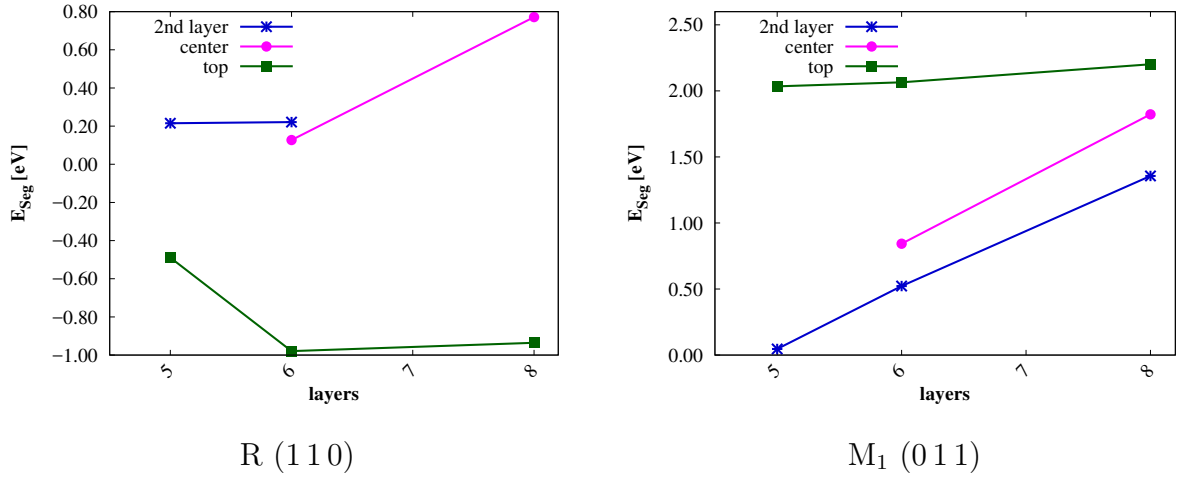 2nd layer
center
top
0.80
0.60
0.40
0.20
0.00
−0.20
−0.40
−0.60
−0.80
−1.00
E_Seg [eV]
5
6
7
8
layers
R (1 1 0)
2nd layer
center
top
2.50
2.00
1.50
1.00
0.50
0.00
E_Seg [eV]
5
6
7
8
layers
M₁ (0 1 1)